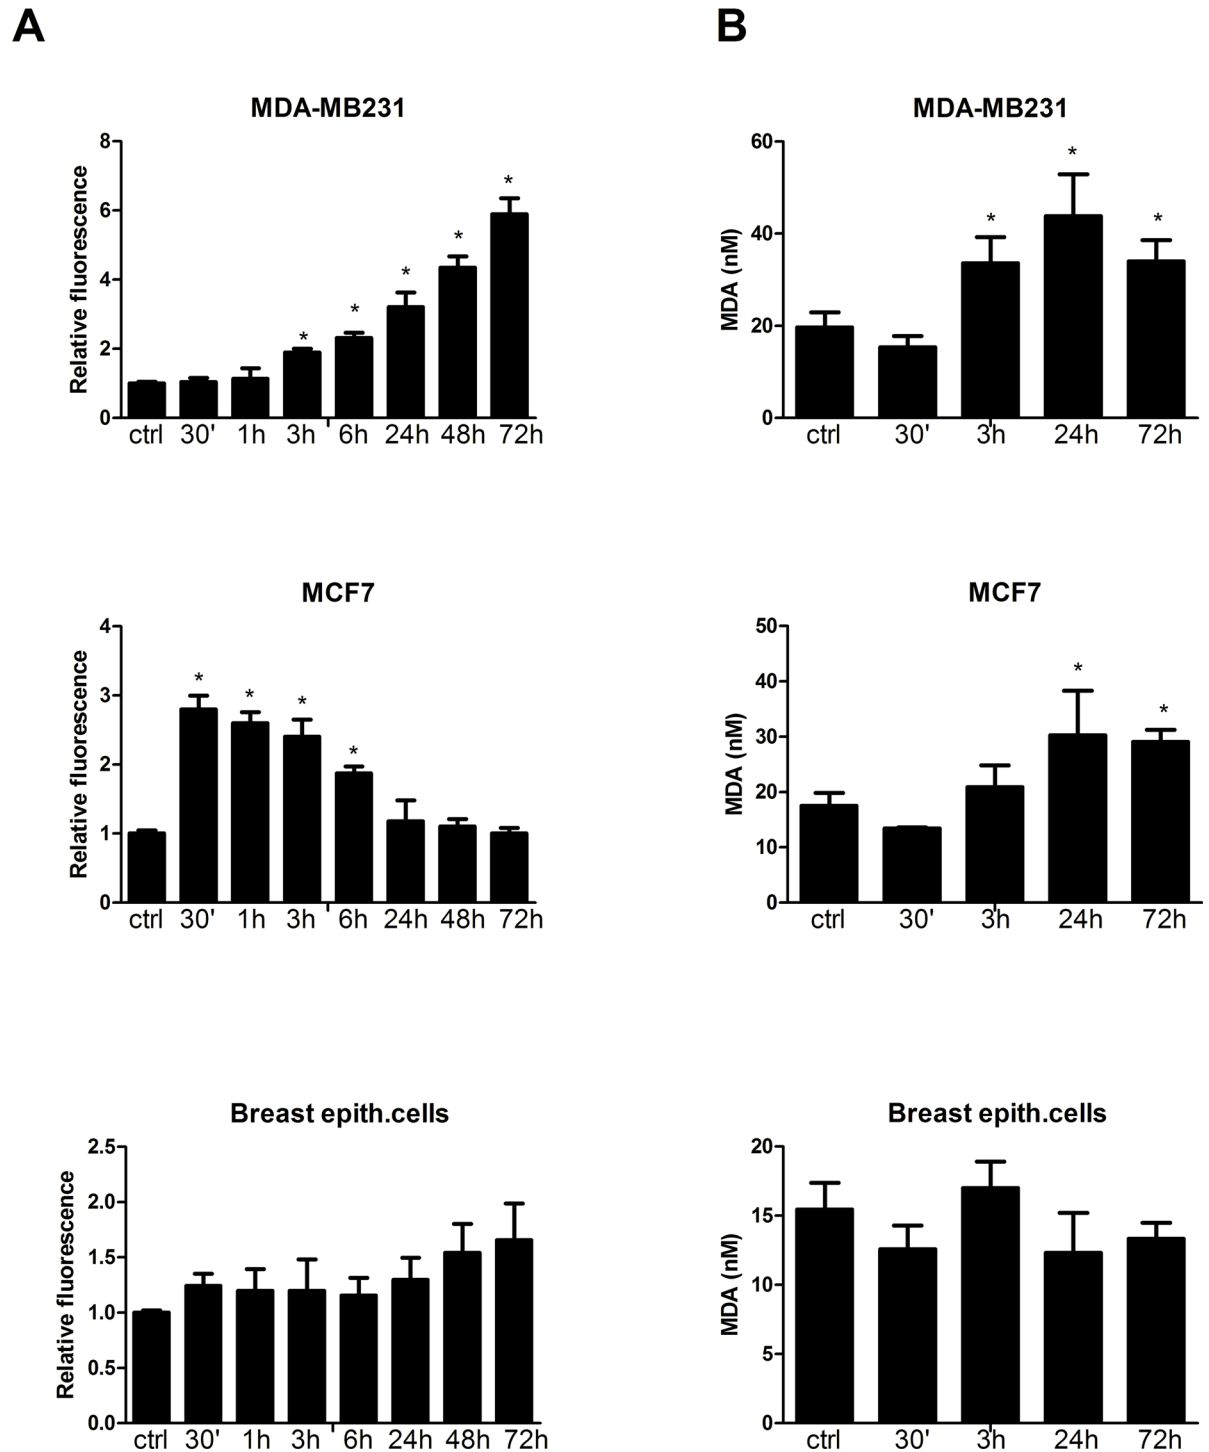 A
B
MDA-MB231
Relative fluorescence
8
6
4
2
0
* * * * * *
ctrl 30' 1h 3h 6h 24h 48h 72h
MDA-MB231
MDA (nM)
60
40
20
0
* * *
ctrl 30' 3h 24h 72h
MCF7
Relative fluorescence
4
3
2
1
0
* * * *
ctrl 30' 1h 3h 6h 24h 48h 72h
MCF7
MDA (nM)
50
40
30
20
10
0
* *
ctrl 30' 3h 24h 72h
Breast epith.cells
Relative fluorescence
2.5
2.0
1.5
1.0
0.5
0.0
ctrl 30' 1h 3h 6h 24h 48h 72h
Breast epith.cells
MDA (nM)
20
15
10
5
0
ctrl 30' 3h 24h 72h